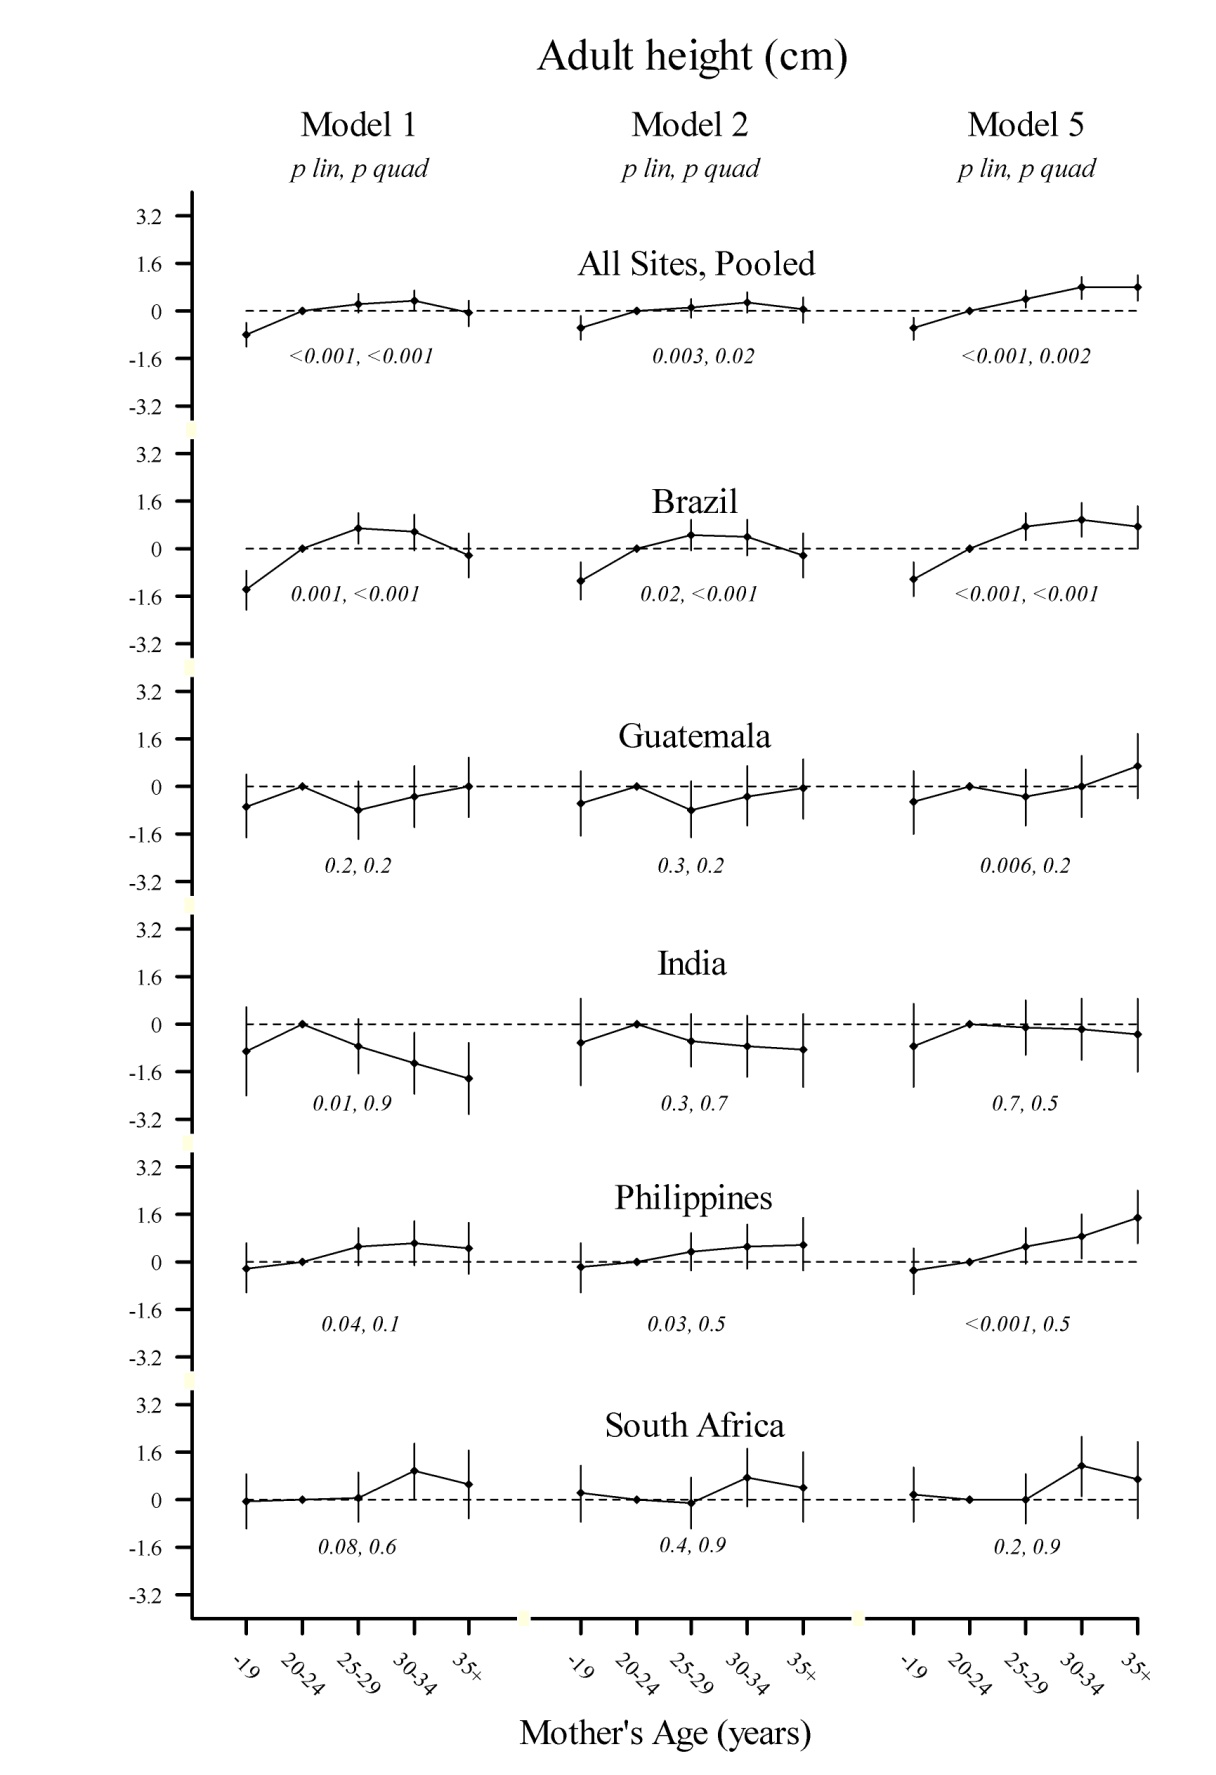 Adult height (cm)
Model 1 Model 2 Model 5
p lin, p quad p lin, p quad p lin, p quad
3.2
All Sites, Pooled
1.6
0
<0.001, <0.001 0.003, 0.02 <0.001, 0.002
-1.6
-3.2
3.2
Brazil
1.6
0
0.001, <0.001 0.02, <0.001 <0.001, <0.001
-1.6
-3.2
3.2
Guatemala
1.6
0
-1.6
0.2, 0.2 0.3, 0.2 0.006, 0.2
-3.2
3.2
India
1.6
0
-1.6
0.01, 0.9 0.3, 0.7 0.7, 0.5
-3.2
3.2
Philippines
1.6
0
-1.6
0.04, 0.1 0.03, 0.5 <0.001, 0.5
-3.2
3.2
South Africa
1.6
0
0.08, 0.6 0.4, 0.9 0.2, 0.9
-1.6
-3.2
-19 20-24 25-29 30-34 35+ -19 20-24 25-29 30-34 35+ -19 20-24 25-29 30-34 35+
Mother's Age (years)